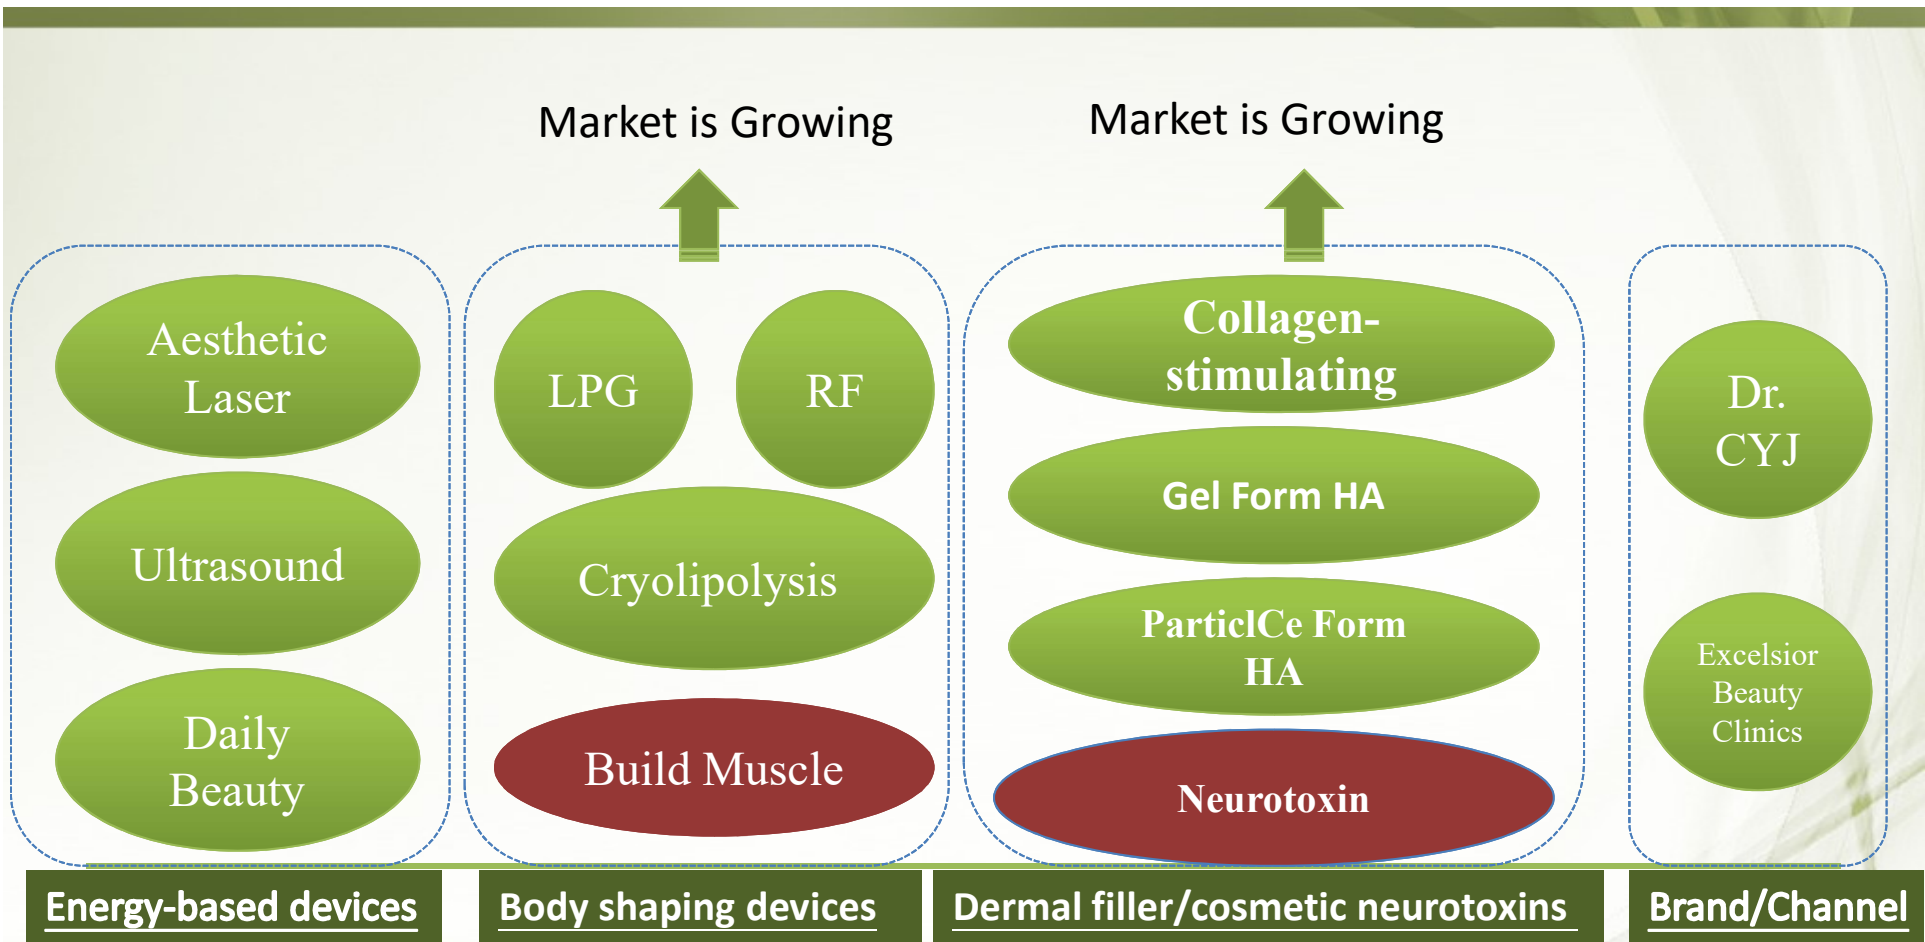 Market is Growing
Market is Growing
Aesthetic
Laser
Ultrasound
Daily
Beauty
Energy-based devices
LPG
RF
Cryolipolysis
Build Muscle
Body shaping devices
Collagen-
stimulating
Gel Form HA
ParticlCe Form
HA
Neurotoxin
Dermal filler/cosmetic neurotoxins
Dr.
CYJ
Excelsior
Beauty
Clinics
Brand/Channel